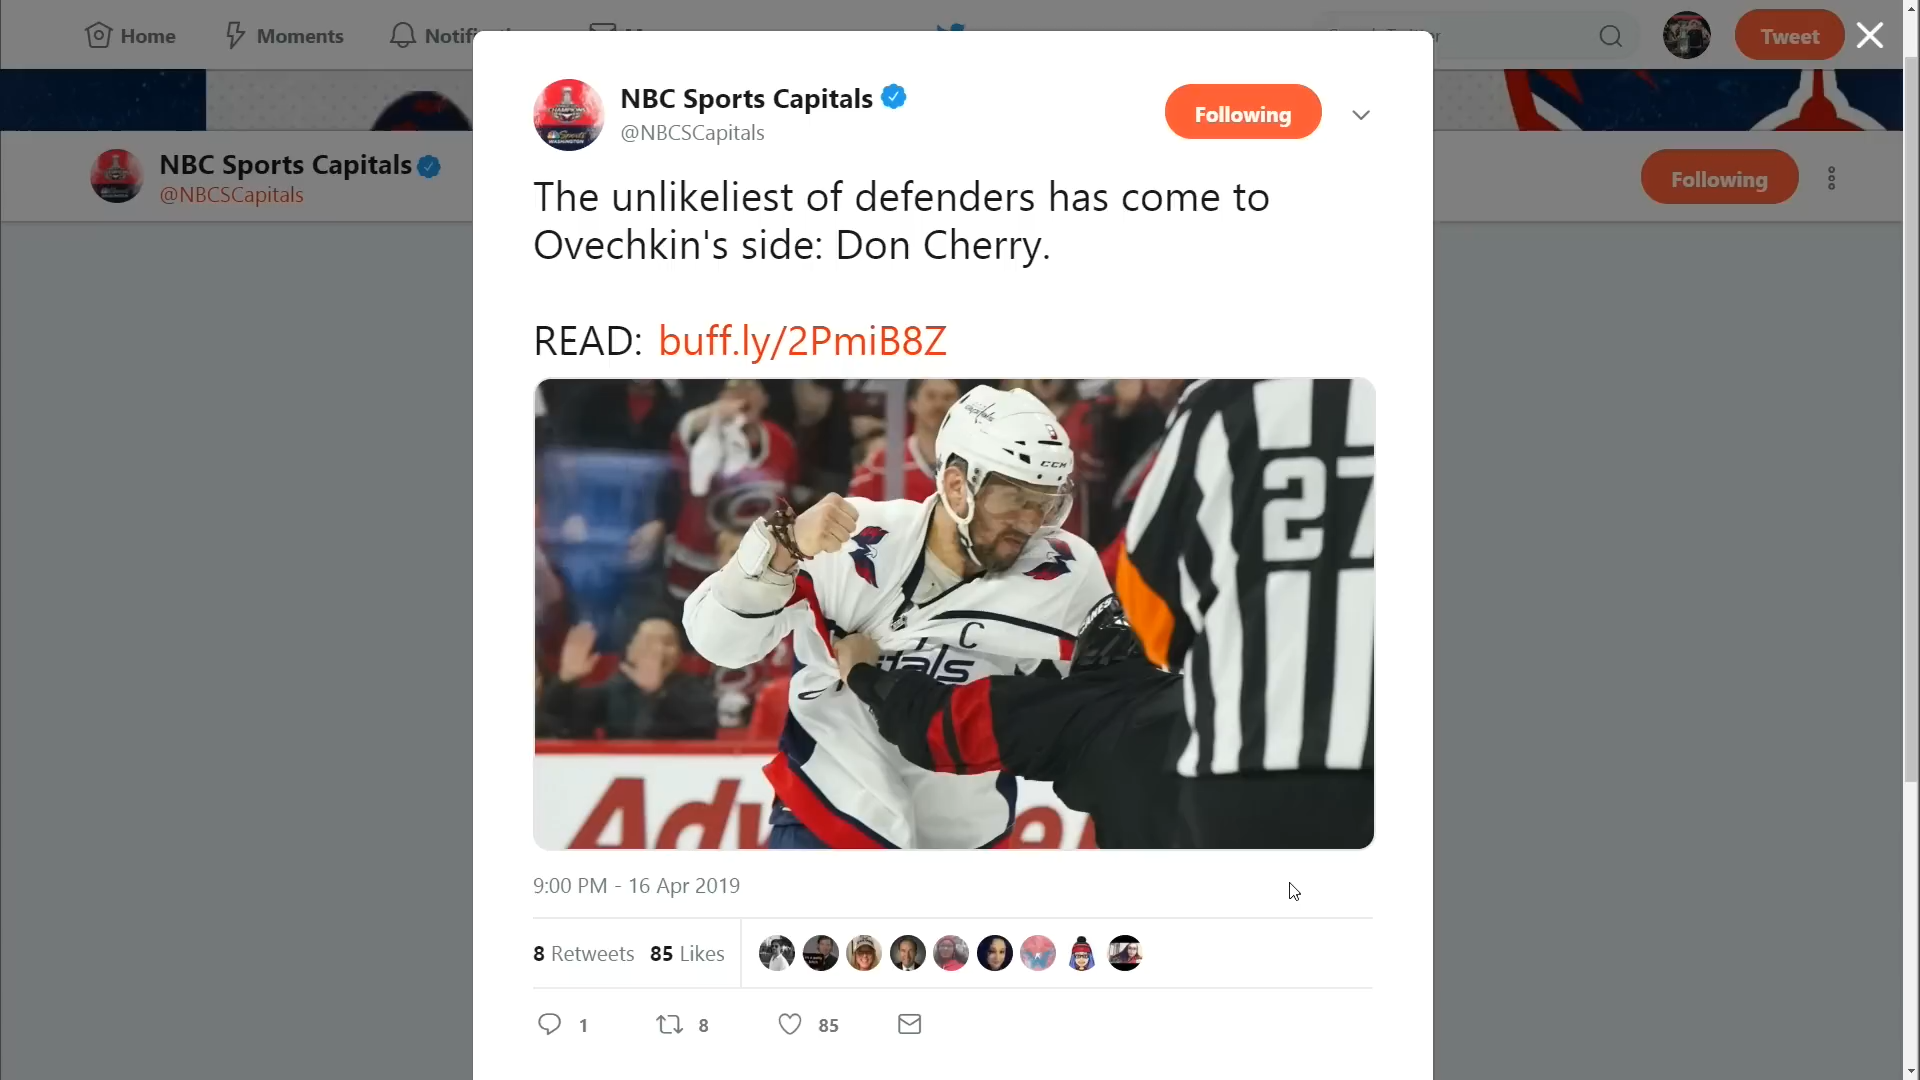 Home
Moments
Tweet
NBC Sports Capitals
@NBCSCapitals
Following
NBC Sports Capitals
@NBCSCapitals
Following
The unlikeliest of defenders has come to
Ovechkin's side: Don Cherry.
READ: buff.ly/2PmiB8Z
CCM
27
C
9:00 PM - 16 Apr 2019
8 Retweets 85 Likes
1
8
85